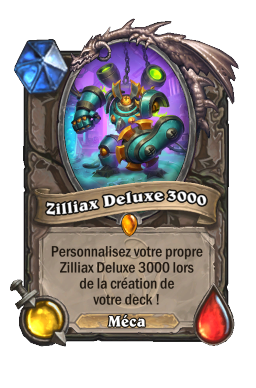 Zilliax Deluxe 3000
Personnalisez votre propre
Zilliax Deluxe 3000 lors
de la création de
votre deck !
Méca